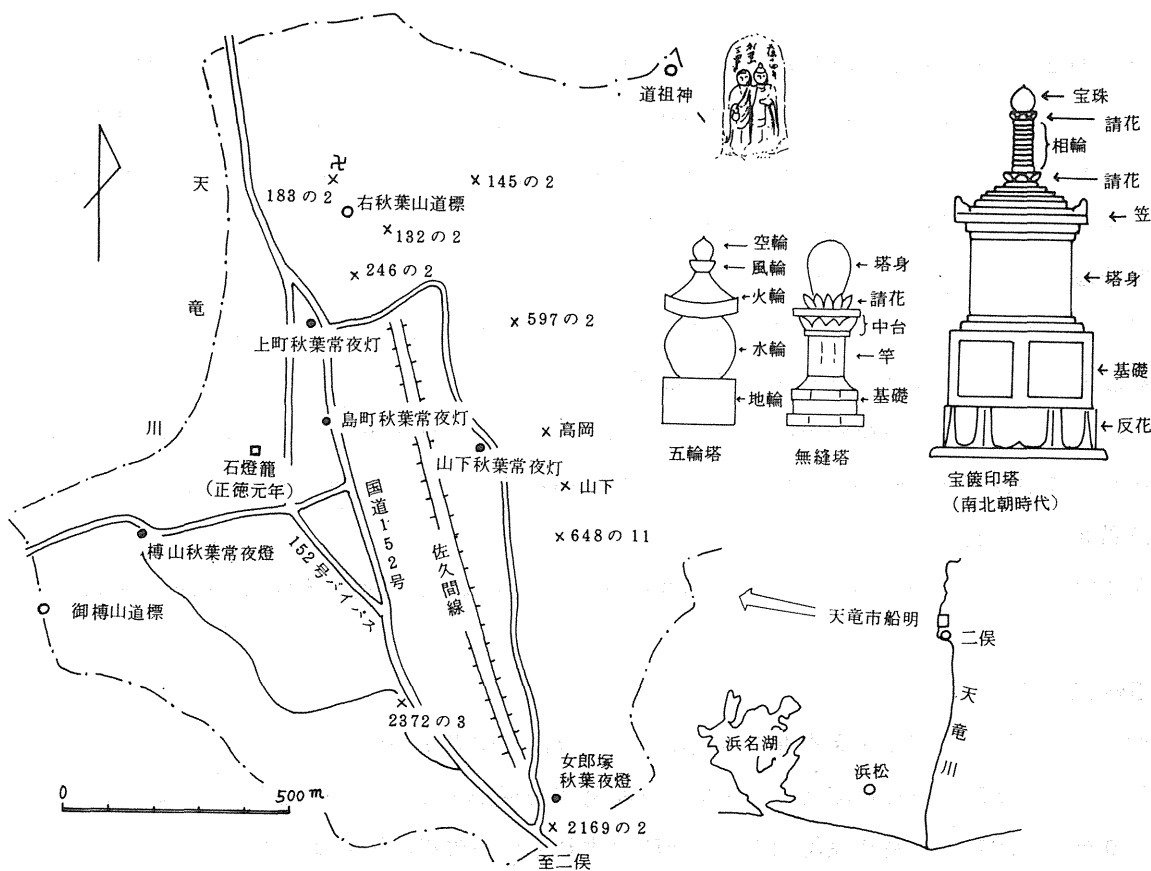 道祖神
卍
183の2
145の2
右秋葉山道標
132の2
246の2
597の2
天竜川
上町秋葉常夜灯
島町秋葉常夜灯
高岡
山下秋葉常夜灯
石燈籠
(正徳元年)
山下
国道152号
648の11
佐久間線
152号バイパス
樽山秋葉常夜燈
御樽山道標
2372の3
女郎塚
秋葉夜燈
2169の2
至二俣
0
500m
空輪
風輪
火輪
水輪
地輪
五輪塔
塔身
請花
中台
竿
基礎
無縫塔
宝珠
請花
相輪
請花
笠
塔身
基礎
反花
宝篋印塔
(南北朝時代)
天竜市船明
二俣
天竜川
浜名湖
浜松